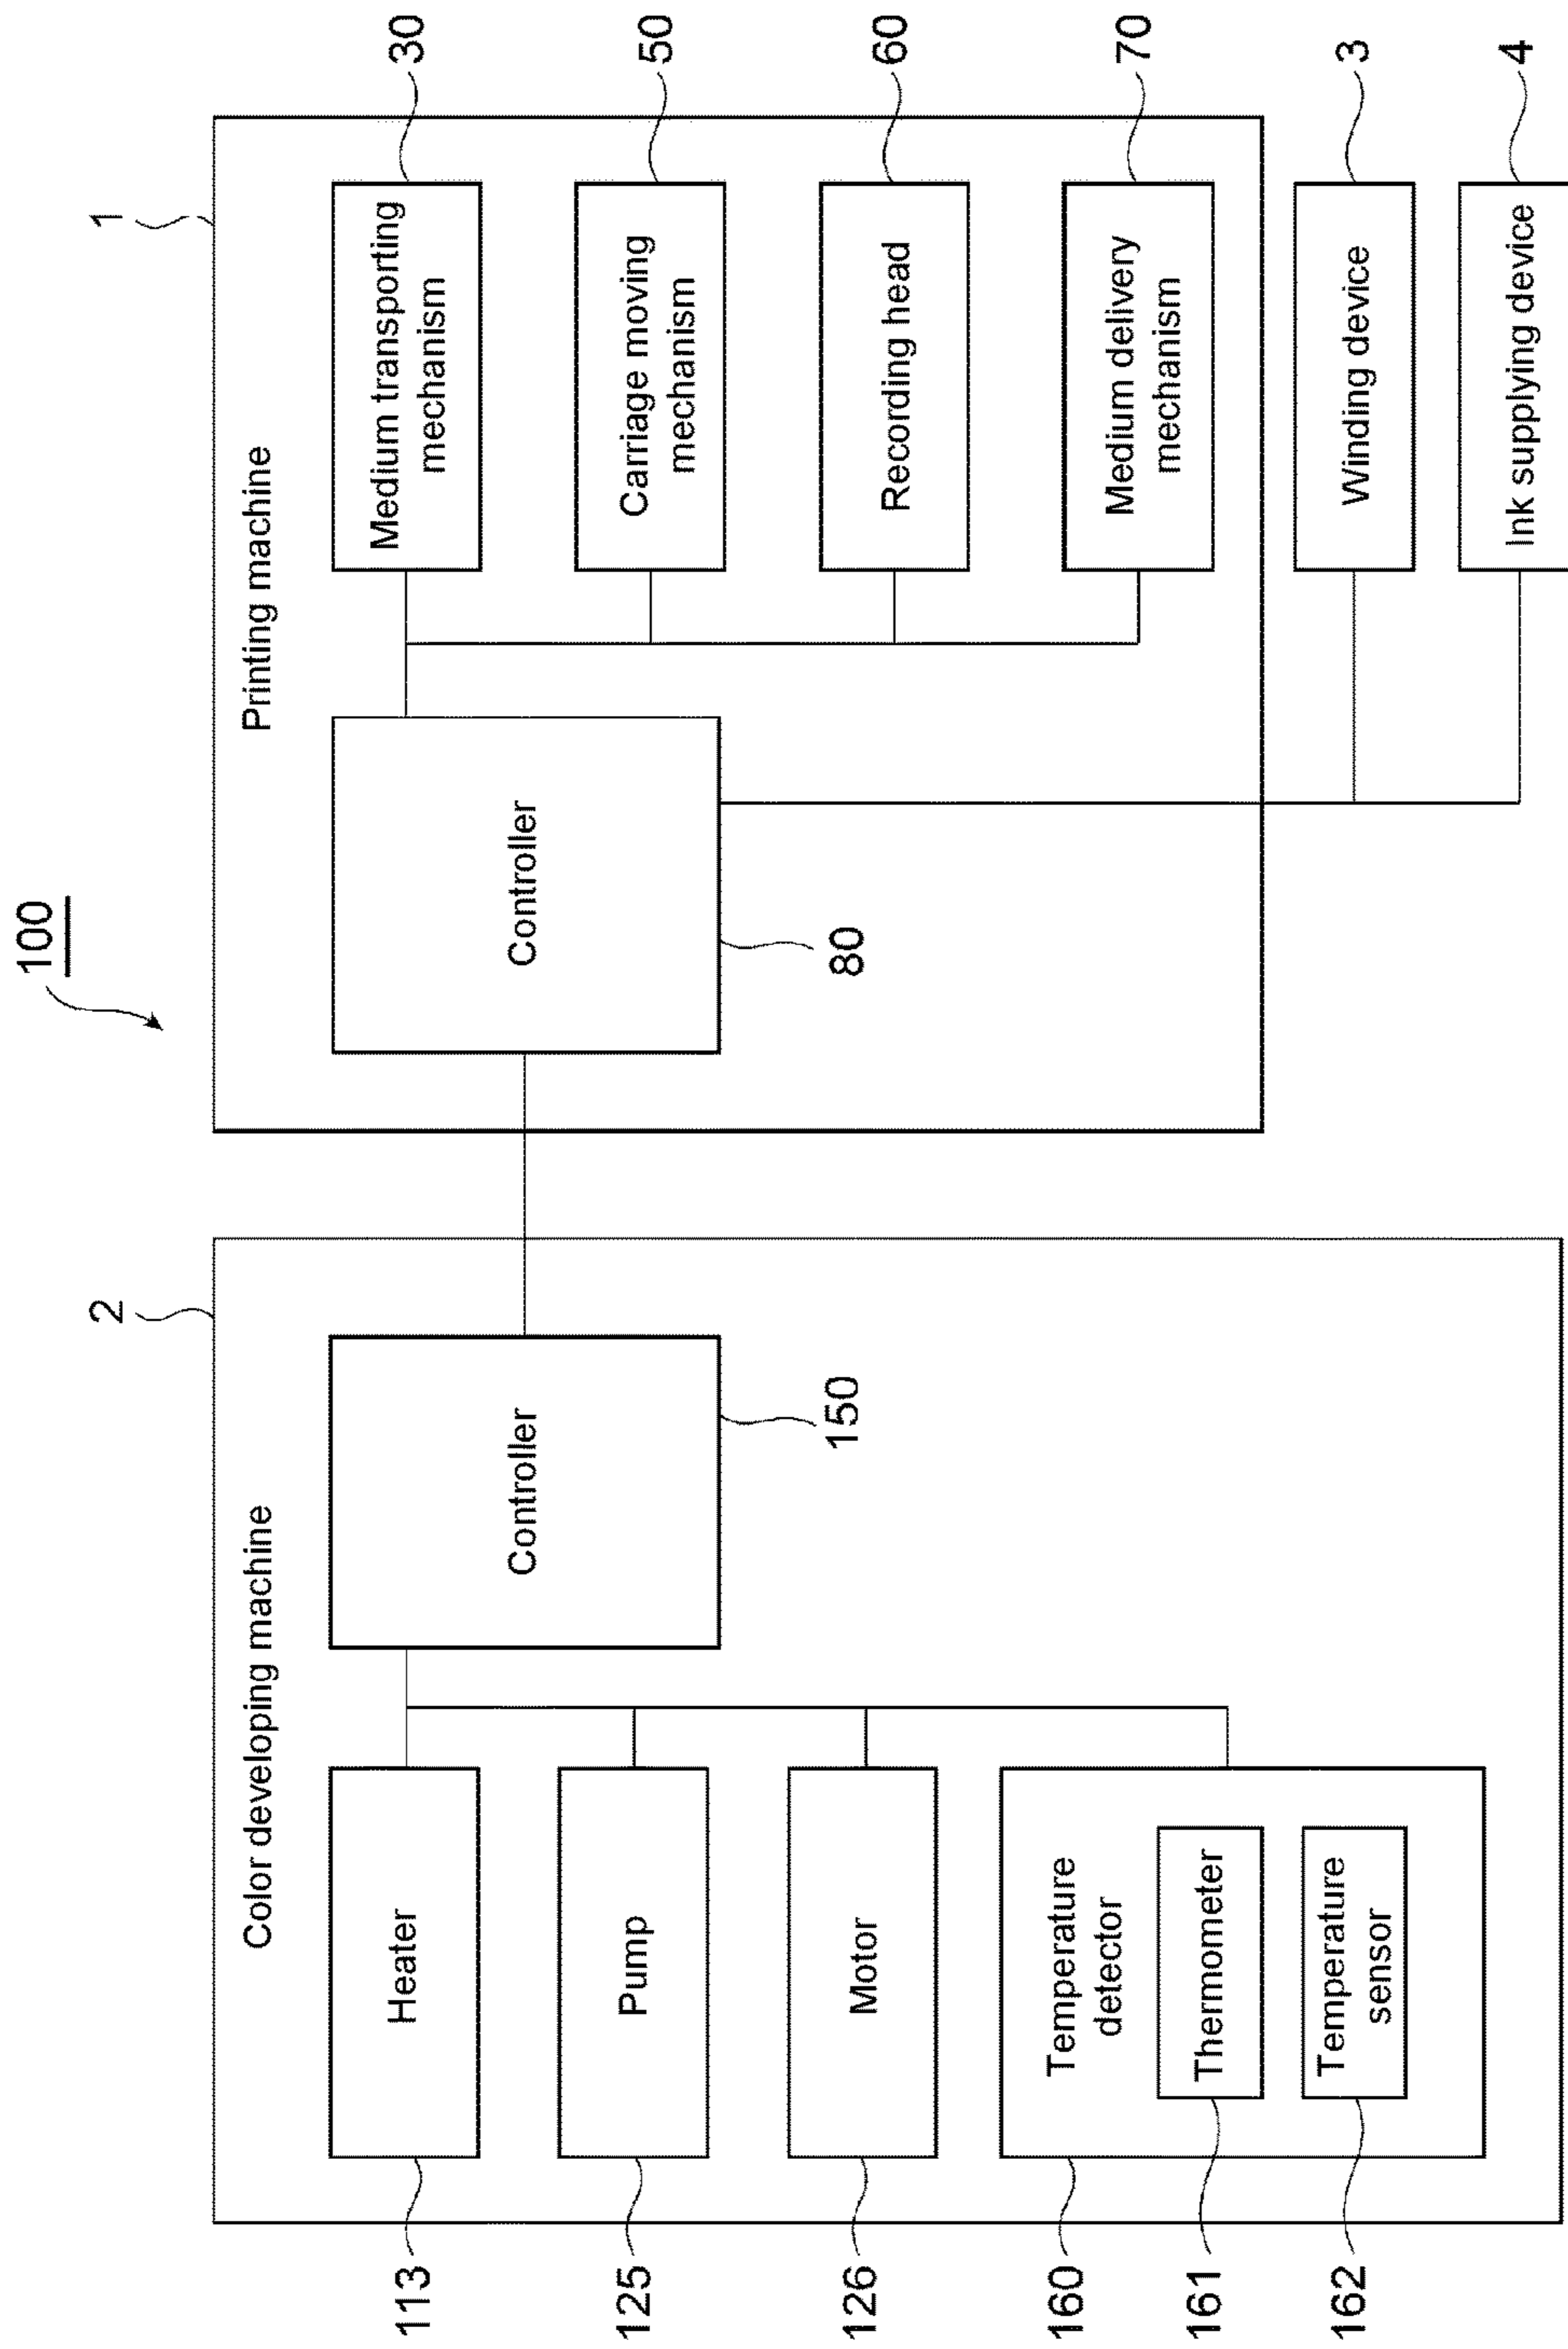 100
2
1
Color developing machine
113
Heater
125
Pump
126
Motor
160
Temperature
detector
161
Thermometer
162
Temperature
sensor
Controller
150
Printing machine
Controller
80
Medium transporting
mechanism
30
Carriage moving
mechanism
50
Recording head
60
Medium delivery
mechanism
70
Winding device
3
Ink supplying device
4